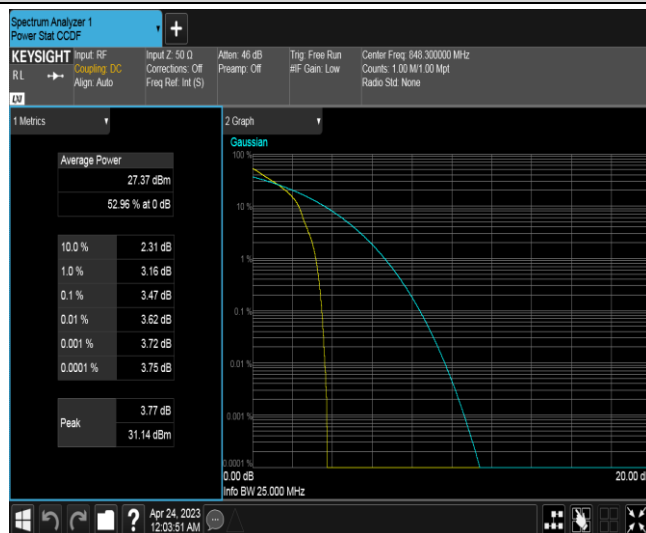 Spectrum Analyzer 1
Power Stat CCDF
KEYSIGHT
RL
LXI
Input: RF
Coupling: DC
Align: Auto
Input Z: 50 Ω
Corrections: Off
Freq Ref: Int (S)
Atten: 46 dB
Preamp: Off
Trig: Free Run
#IF Gain: Low
Center Freq: 848.300000 MHz
Counts: 1.00 M/1.00 Mpt
Radio Std: None
1 Metrics
Average Power
27.37 dBm
52.96 % at 0 dB
10.0 % 2.31 dB
1.0 % 3.16 dB
0.1 % 3.47 dB
0.01 % 3.62 dB
0.001 % 3.72 dB
0.0001 % 3.75 dB
Peak
3.77 dB
31.14 dBm
2 Graph
Gaussian
100 %
10 %
1 %
0.1 %
0.01 %
0.001 %
0.0001 %
0.00 dB
20.00 d
Info BW 25.000 MHz
Apr 24, 2023
12:03:51 AM